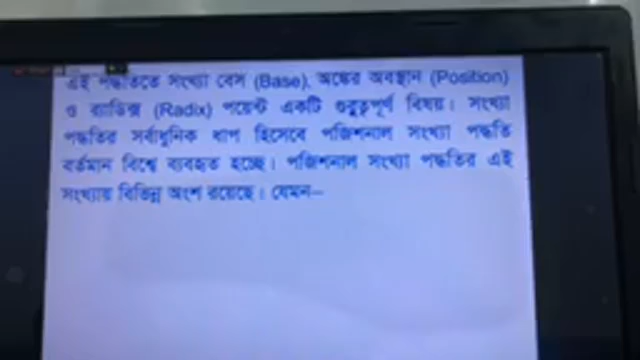 এই পদ্ধতিতে সংখ্যা বেস (Base), অঙ্কের অবস্থান (Position)
ও র‍্যাডিক্স (Radix) পয়েন্ট একটি গুরুত্বপূর্ণ বিষয়। সংখ্যা
পদ্ধতির সর্বাধুনিক ধাপ হিসেবে পজিশনাল সংখ্যা পদ্ধতি
বর্তমান বিশ্বে ব্যবহৃত হচ্ছে। পজিশনাল সংখ্যা পদ্ধতির এই
সংখ্যায় বিভিন্ন অংশ রয়েছে। যেমন–